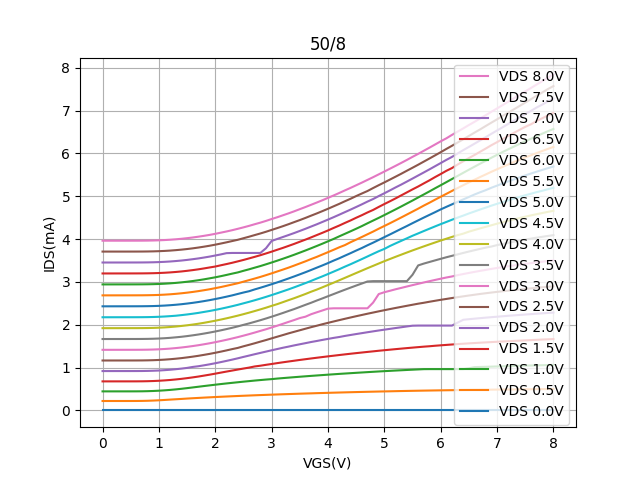 50/8
IDS(mA)
8
7
6
5
4
3
2
1
0
VDS 8.0V
VDS 7.5V
VDS 7.0V
VDS 6.5V
VDS 6.0V
VDS 5.5V
VDS 5.0V
VDS 4.5V
VDS 4.0V
VDS 3.5V
VDS 3.0V
VDS 2.5V
VDS 2.0V
VDS 1.5V
VDS 1.0V
VDS 0.5V
VDS 0.0V
0 1 2 3 4 5 6 7 8
VGS(V)